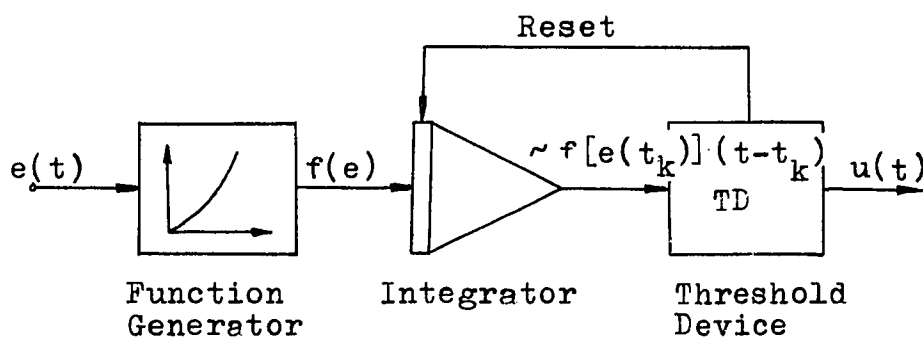 Reset
e(t)
f(e)
~ f[e(t_k)]·(t-t_k)
TD
u(t)
Function
Generator
Integrator
Threshold
Device